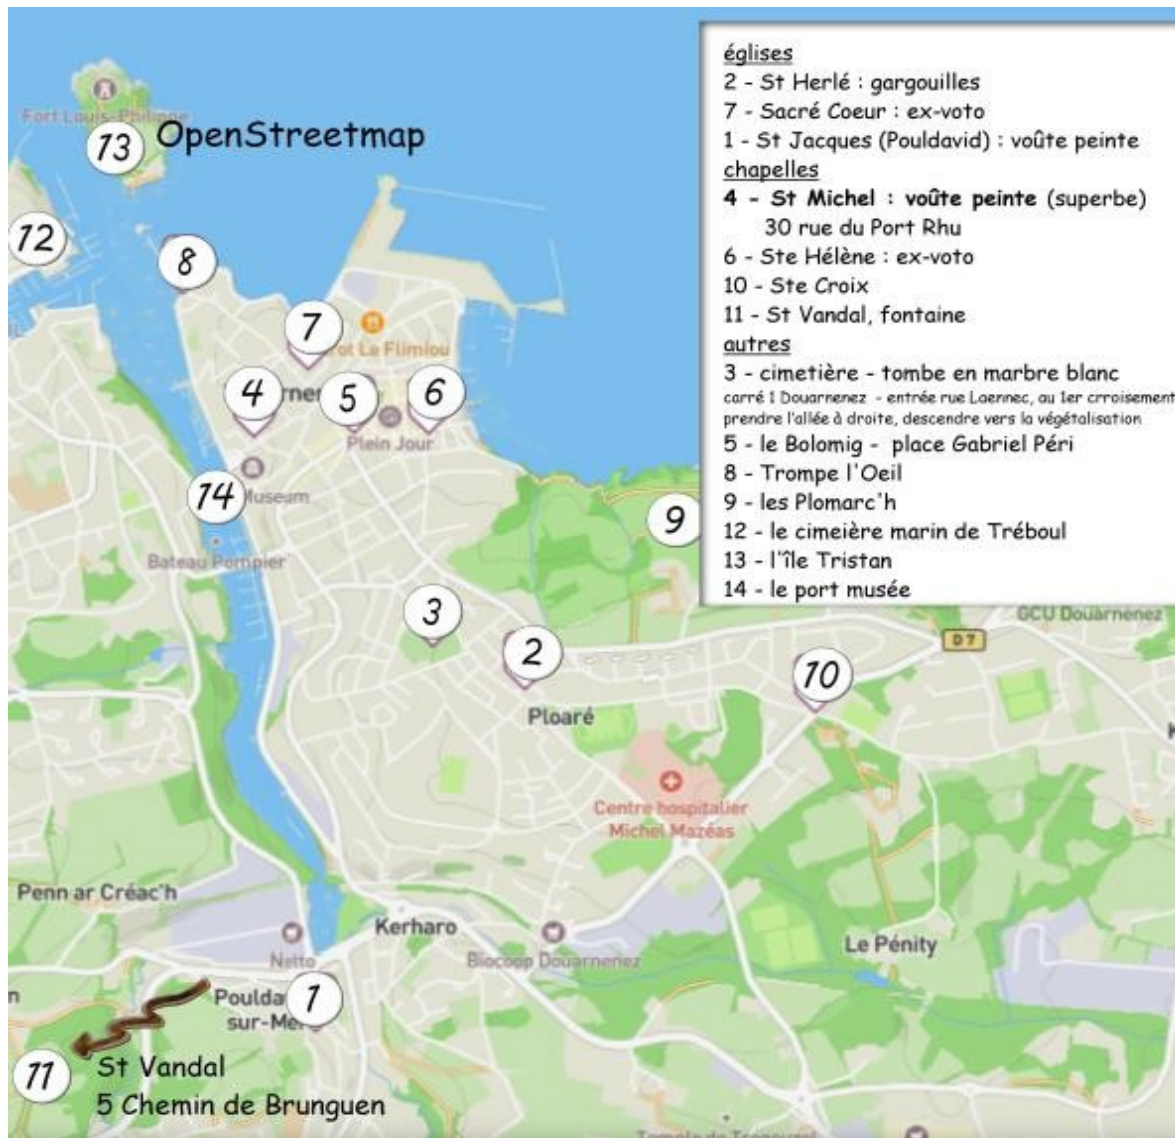 églises
2 - St Herlé : gargouilles
7 - Sacré Coeur : ex-voto
1 - St Jacques (Pouldavid) : voûte peinte
chapelles
4 - St Michel : voûte peinte (superbe)
30 rue du Port Rhu
6 - Ste Hélène : ex-voto
10 - Ste Croix
11 - St Vandal, fontaine
autres
3 - cimetière - tombe en marbre blanc
carré 1 Douarnenez - entrée rue Laennec, au 1er crroisement
prendre l'allée à droite, descendre vers la végétalisation
5 - le Bolomig - place Gabriel Péri
8 - Trompe l'Oeil
9 - les Plomarc'h
12 - le cimeière marin de Tréboul
13 - l'île Tristan
14 - le port musée
Fort Louis-Philippe
13
OpenStreetmap
12
8
7
rot Le Flimiou
4
rner
5
6
Plein Jour
14
Museum
9
Bateau Pompier
3
GCU Douarnenez
D 7
2
10
Ploaré
Centre hospitalier
Michel Mazéas
Penn ar Créac'h
Kerharo
Le Pénity
Netto
Biocoop Douarnenez
Poulda
sur-Me
1
11
St Vandal
5 Chemin de Brunguen